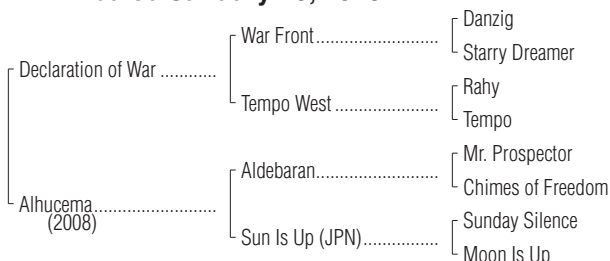 Danzig
War Front
Starry Dreamer
Declaration of War
Rahy
Tempo West
Tempo
Mr. Prospector
Aldebaran
Chimes of Freedom
Alhucema
(2008)
Sunday Silence
Sun Is Up (JPN)
Moon Is Up